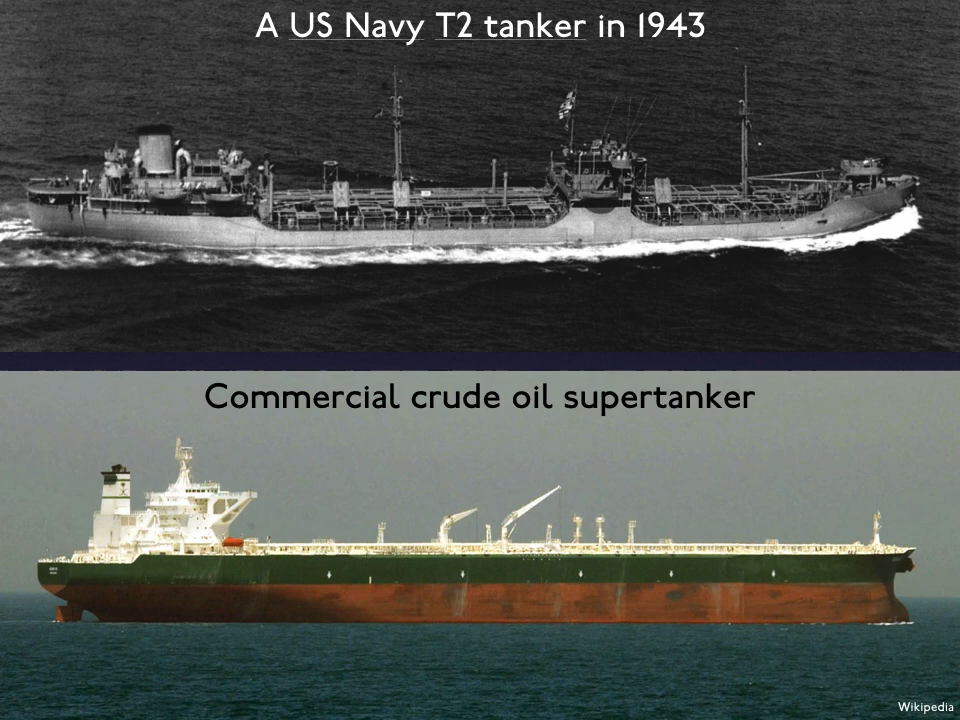 A US Navy T2 tanker in 1943
Commercial crude oil supertanker
Wikipedia